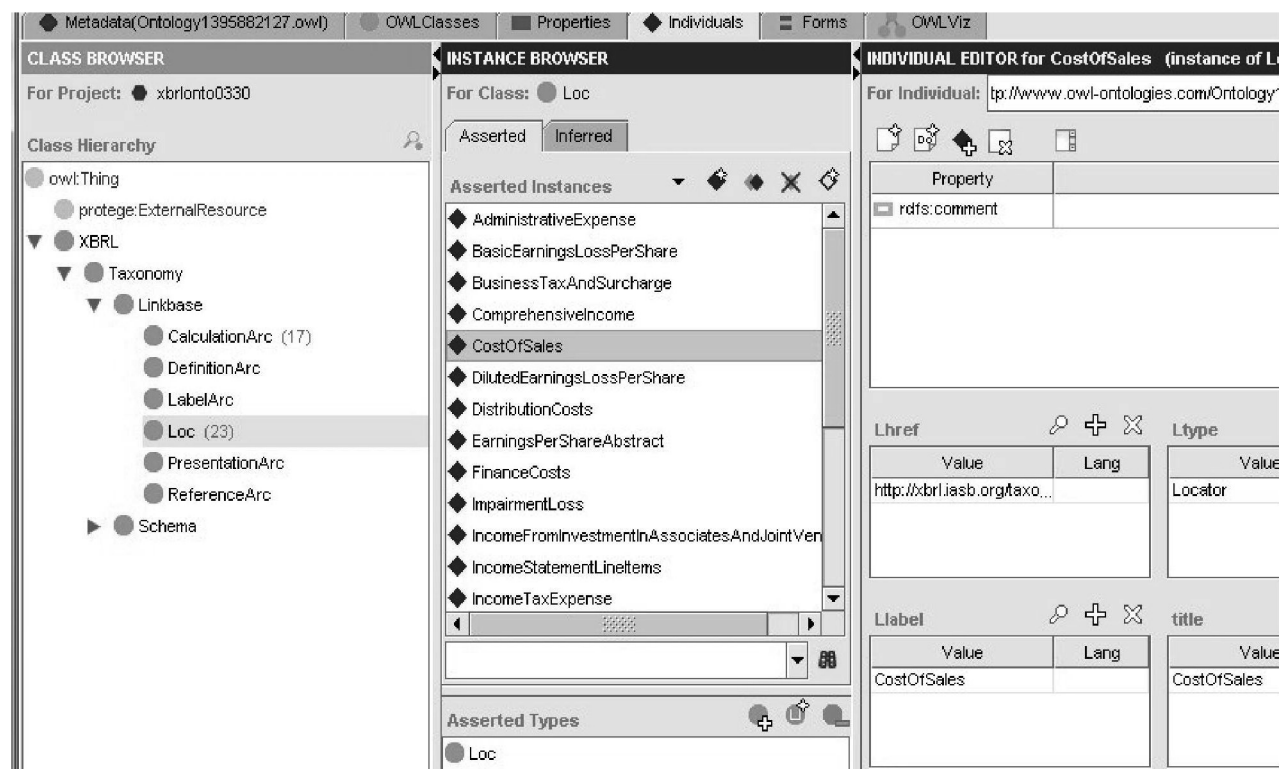 Metadata(Ontology1395882127.owl) OWLClasses Properties Individuals Forms OWLViz
CLASS BROWSER
For Project: xbrlonto0330
Class Hierarchy
owl:Thing
protege:ExternalResource
XBRL
Taxonomy
Linkbase
CalculationArc (17)
DefinitionArc
LabelArc
Loc (23)
PresentationArc
ReferenceArc
Schema
INSTANCE BROWSER
For Class: Loc
Asserted Inferred
Asserted Instances
AdministrativeExpense
BasicEarningsLossPerShare
BusinessTaxAndSurcharge
ComprehensiveIncome
CostOfSales
DilutedEarningsLossPerShare
DistributionCosts
EarningsPerShareAbstract
FinanceCosts
ImpairmentLoss
IncomeFromInvestmentInAssociatesAndJointVen
IncomeStatementLineItems
IncomeTaxExpense
Asserted Types
Loc
INDIVIDUAL EDITOR for CostOfSales (instance of Lo
For Individual: tp://www.owl-ontologies.com/Ontology1
Property
rdfs:comment
Lhref Ltype
Value Lang Value
http://xbrl.iasb.org/taxo... Locator
Llabel title
Value Lang Value
CostOfSales CostOfSales